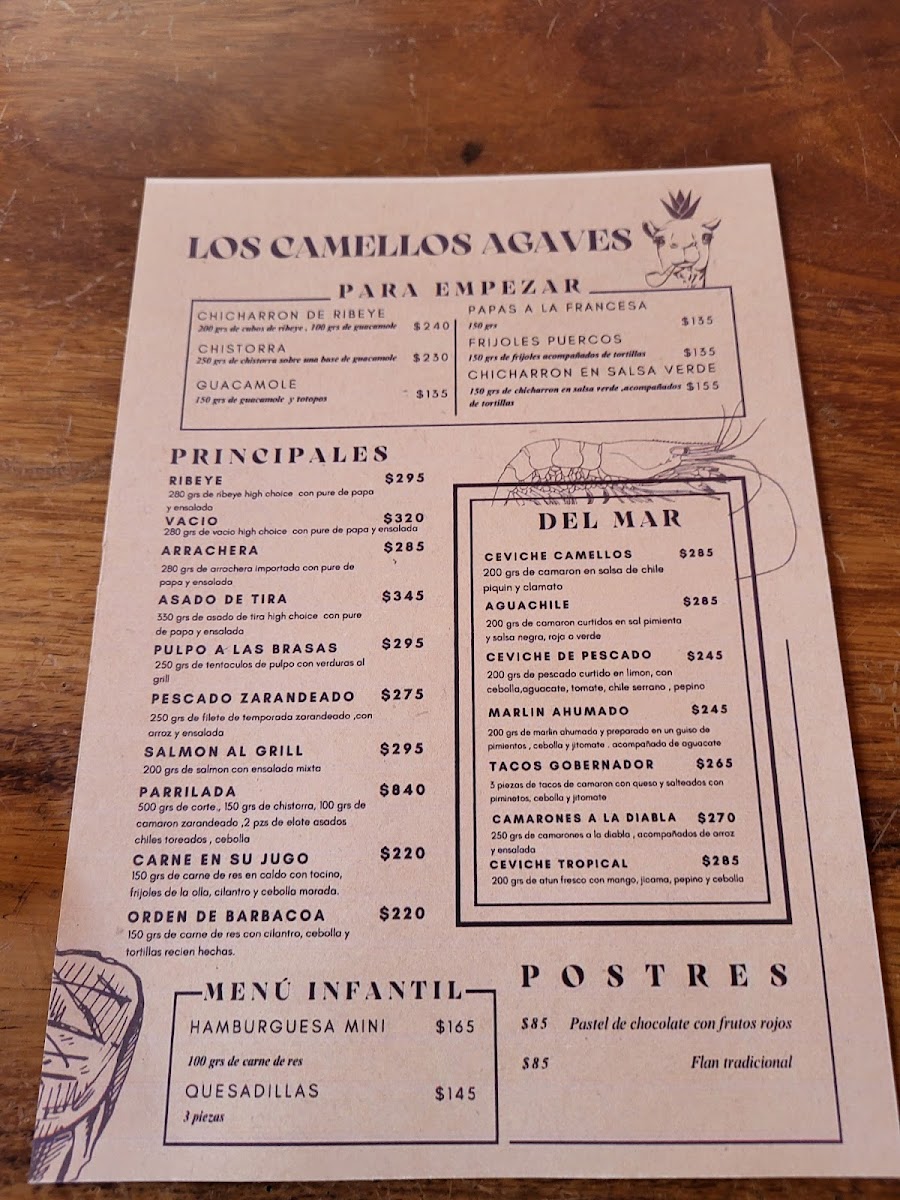 LOS CAMELLOS AGAVES
PARA EMPEZAR
CHICHARRON DE RIBEYE
200 grs de cubos de ribeye , 100 grs de guacamole $240
CHISTORRA
250 grs de chistorra sobre una base de guacamole $230
GUACAMOLE
150 grs de guacamole y totopos $135
PAPAS A LA FRANCESA
150 grs $135
FRIJOLES PUERCOS
150 grs de frijoles acompañados de tortillas $135
CHICHARRON EN SALSA VERDE
150 grs de chicharron en salsa verde ,acompañados $155
de tortillas
PRINCIPALES
RIBEYE $295
280 grs de ribeye high choice con pure de papa
y ensalada
VACIO $320
280 grs de vacio high choice con pure de papa y ensalada
ARRACHERA $285
280 grs de arrachera importada con pure de
papa y ensalada
ASADO DE TIRA $345
330 grs de asado de tira high choice con pure
de papa y ensalada
PULPO A LAS BRASAS $295
250 grs de tentaculos de pulpo con verduras al
grill
PESCADO ZARANDEADO $275
250 grs de filete de temporada zarandeado ,con
arroz y ensalada
SALMON AL GRILL $295
200 grs de salmon con ensalada mixta
PARRILADA $840
500 grs de corte., 150 grs de chistorra, 100 grs de
camaron zarandeado ,2 pzs de elote asados
chiles toreados , cebolla
CARNE EN SU JUGO $220
150 grs de carne de res en caldo con tocino,
frijoles de la olla, cilantro y cebolla morada.
ORDEN DE BARBACOA $220
150 grs de carne de res con cilantro, cebolla y
tortillas recien hechas.
DEL MAR
CEVICHE CAMELLOS $285
200 grs de camaron en salsa de chile
piquin y clamato
AGUACHILE $285
200 grs de camaron curtidos en sal pimienta
y salsa negra, roja o verde
CEVICHE DE PESCADO $245
200 grs de pescado curtido en limon, con
cebolla,aguacate, tomate, chile serrano , pepino
MARLIN AHUMADO $245
200 grs de marlin ahumada y preparado en un guiso de
pimientos , cebolla y jitomate . acompañada de aguacate
TACOS GOBERNADOR $265
3 piezas de tacos de camaron con queso y salteados con
piminetos, cebolla y jitomate
CAMARONES A LA DIABLA $270
250 grs de camarones a la diabla , acompañados de arroz
y ensalada
CEVICHE TROPICAL $285
200 grs de atun fresco con mango, jicama, pepino y cebolla
MENÚ INFANTIL
HAMBURGUESA MINI $165
100 grs de carne de res
QUESADILLAS $145
3 piezas
POSTRES
$85 Pastel de chocolate con frutos rojos
$85 Flan tradicional